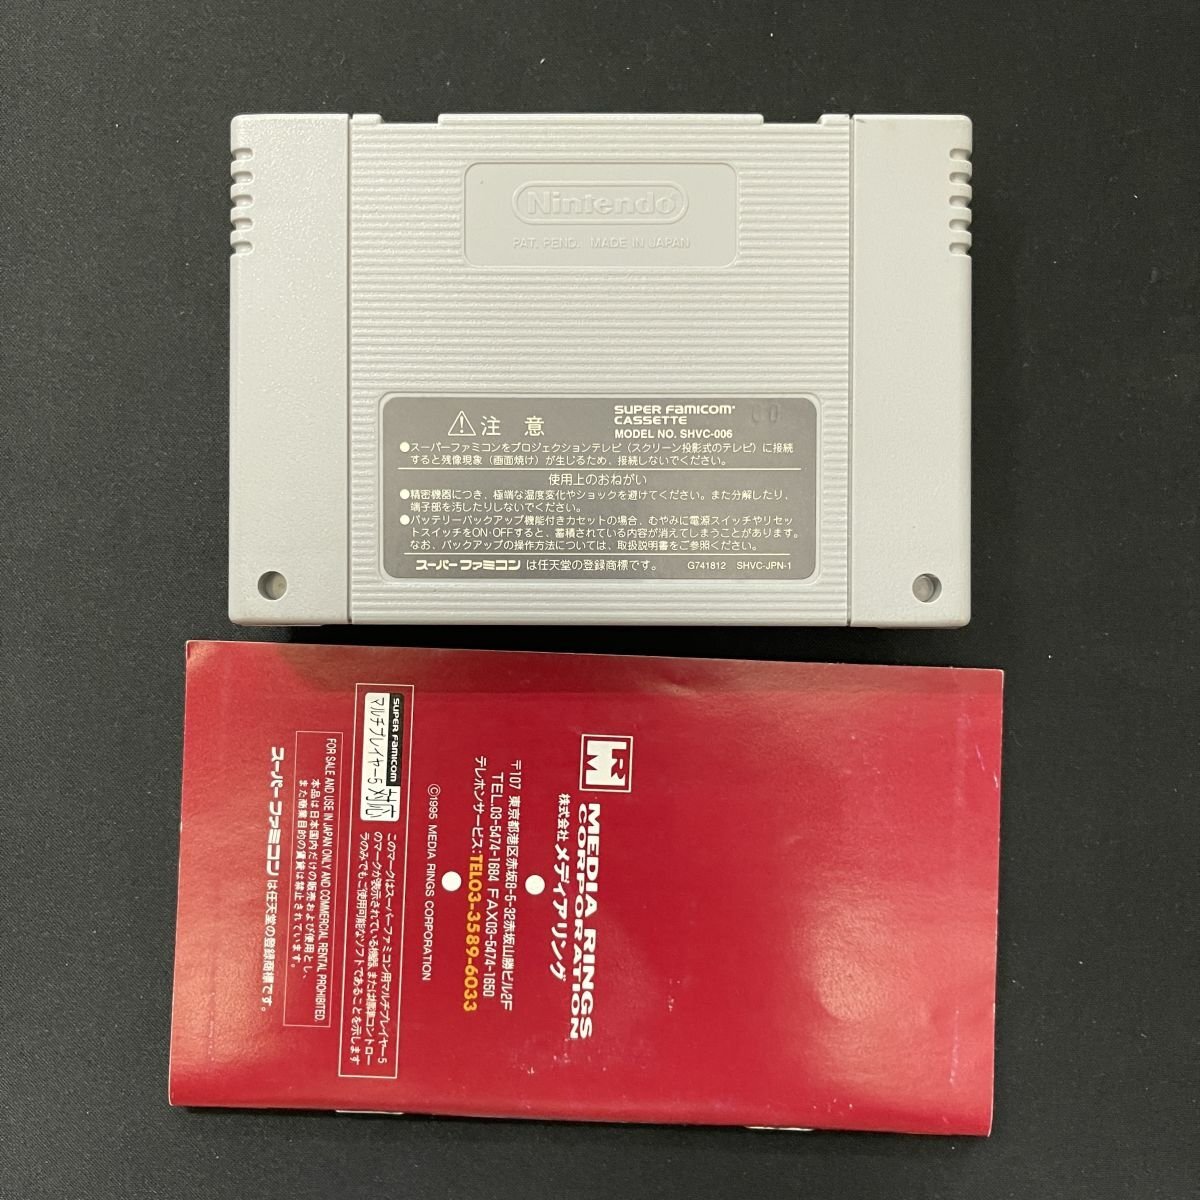 Nintendo
PAT. PEND. MADE IN JAPAN
注意
SUPER FAMICOM
CASSETTE
MODEL NO. SHVC-006
00
●スーパーファミコンをプロジェクションテレビ(スクリーン投影式のテレビ)に接続
すると残像現象(画面焼け)が生じるため、接続しないでください。
使用上のおねがい
●精密機器につき、極端な温度変化やショックを避けてください。また分解したり、
端子部を汚したりしないでください。
●バッテリーバックアップ機能付きカセットの場合、むやみに電源スイッチやリセッ
トスイッチをON・OFFすると、蓄積されている内容が消えてしまうことがあります。
なお、バックアップの操作方法については、取扱説明書をご参照ください。
スーパーファミコンは任天堂の登録商標です。
G741812 SHVC-JPN-1
MR
MEDIA RINGS
CORPORATION
株式会社メディアリング
〒107 東京都港区赤坂8-5-32赤坂山勝ビル2F
TEL.03-5474-1684 FAX03-5474-1650
テレホンサービス:TEL03-3589-6033
©1995 MEDIA RINGS CORPORATION
SUPER FAMICOM
マルチプレイヤー5対応
このマークはスーパーファミコン用マルチプレイヤー5
のマークが表示されている機器、または標準コントロー
ラのみでもご使用可能なソフトであることを示します
FOR SALE AND USE IN JAPAN ONLY AND COMMERCIAL RENTAL PROHIBITED.
本品は日本国内だけの販売および使用とし、
また商業目的の賃貸は禁止されています。
スーパーファミコンは任天堂の登録商標です。